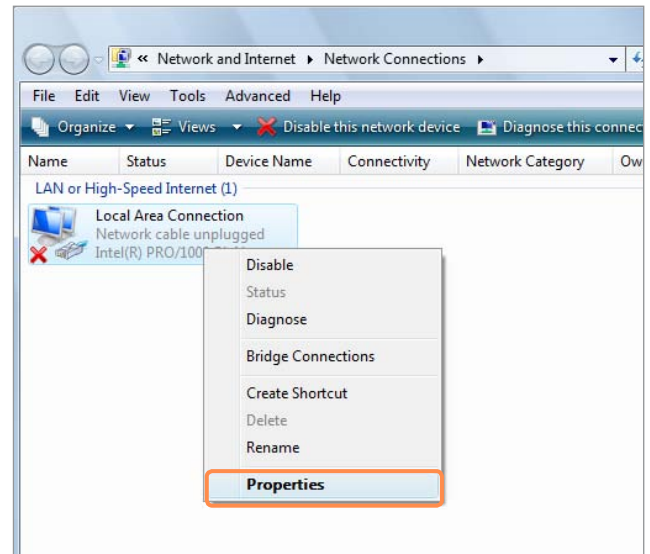 « Network and Internet ▸ Network Connections ▸
File Edit View Tools Advanced Help
Organize Views Disable this network device Diagnose this connec
Name Status Device Name Connectivity Network Category Ow
LAN or High-Speed Internet (1)
Local Area Connection
Network cable unplugged
Intel(R) PRO/100
Disable
Status
Diagnose
Bridge Connections
Create Shortcut
Delete
Rename
Properties